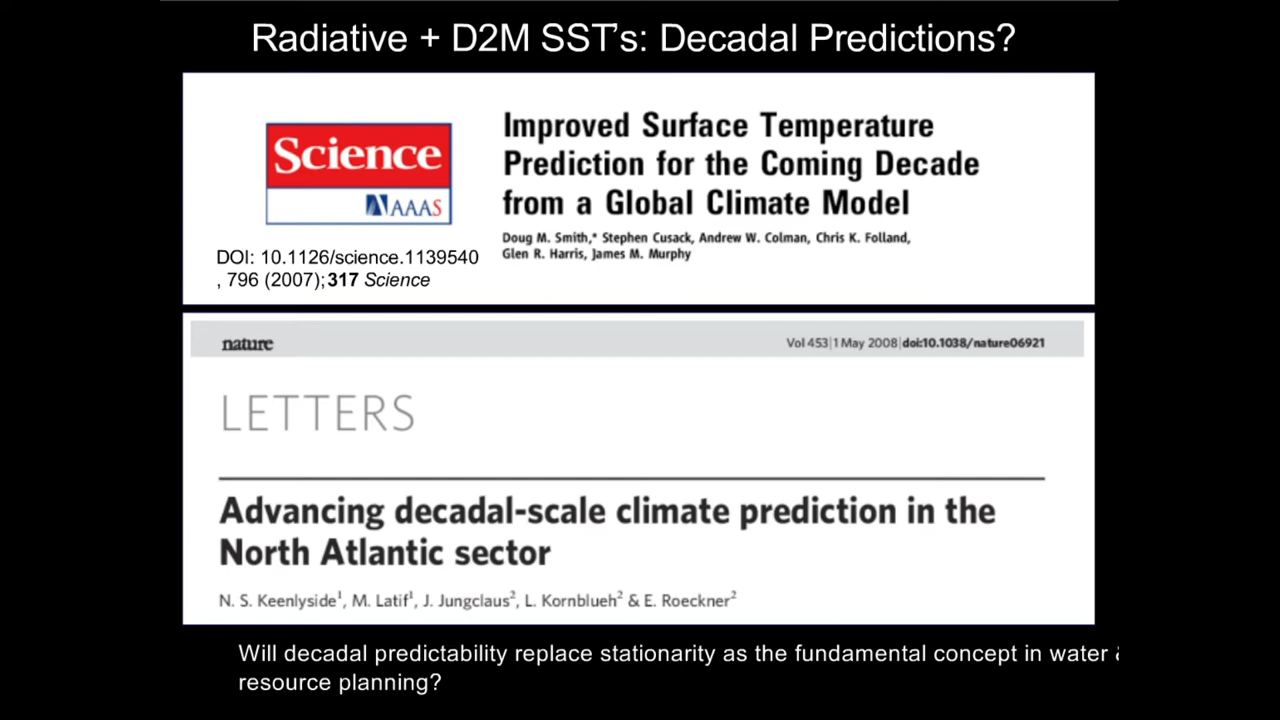 Radiative + D2M SST's: Decadal Predictions?
Science
AAAS
DOI: 10.1126/science.1139540
, 796 (2007);317 Science
Improved Surface Temperature
Prediction for the Coming Decade
from a Global Climate Model
Doug M. Smith,* Stephen Cusack, Andrew W. Colman, Chris K. Folland,
Glen R. Harris, James M. Murphy
nature
Vol 453|1 May 2008|doi:10.1038/nature06921
LETTERS
Advancing decadal-scale climate prediction in the
North Atlantic sector
N. S. Keenlyside¹, M. Latif¹, J. Jungclaus², L. Kornblueh² & E. Roeckner²
Will decadal predictability replace stationarity as the fundamental concept in water
resource planning?